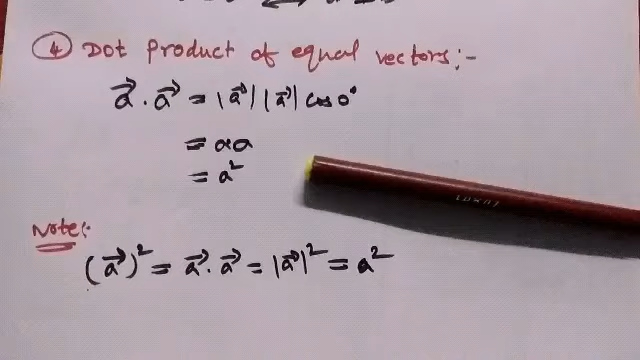 ④ Dot product of equal vectors:-
a⃗ . a⃗ = |a⃗| |a⃗| cos 0°
= aa
= a²
Note:-
(a⃗)² = a⃗ . a⃗ = |a⃗|² = a²